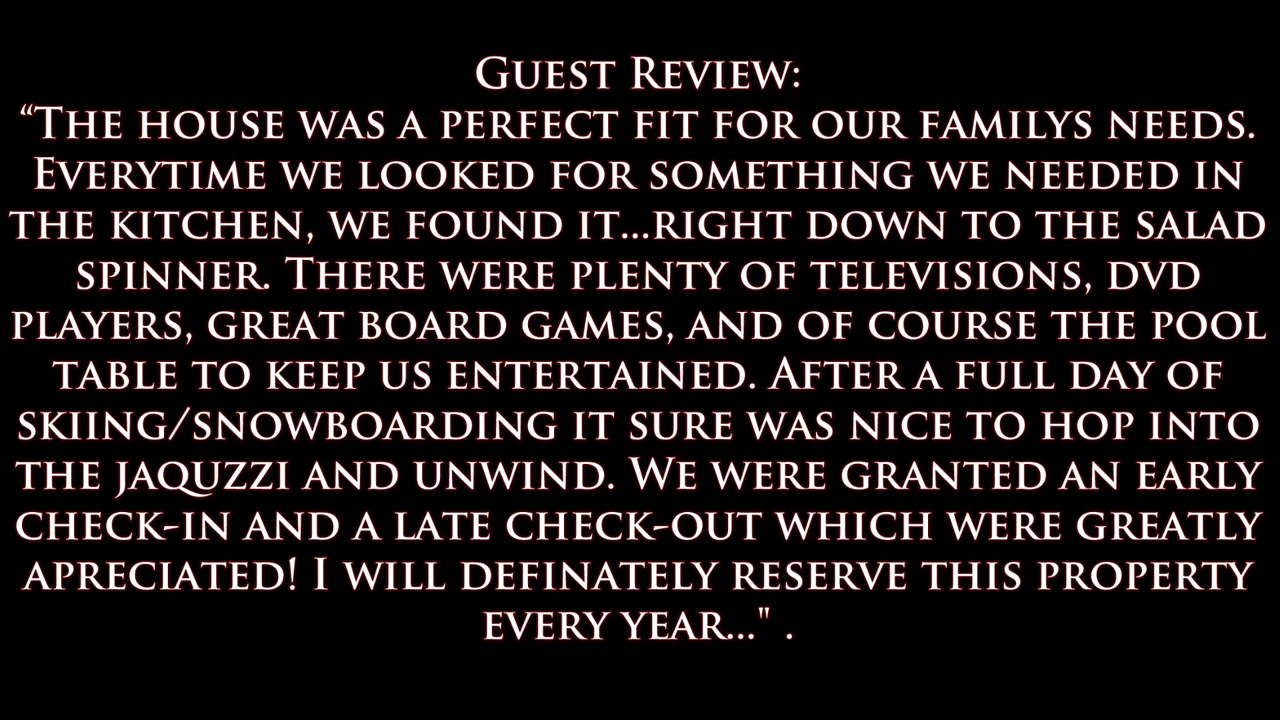 Guest Review:
“The house was a perfect fit for our familys needs.
Everytime we looked for something we needed in
the kitchen, we found it...right down to the salad
spinner. There were plenty of televisions, dvd
players, great board games, and of course the pool
table to keep us entertained. After a full day of
skiing/snowboarding it sure was nice to hop into
the jaquzzi and unwind. We were granted an early
check-in and a late check-out which were greatly
apreciated! I will definately reserve this property
every year..." .